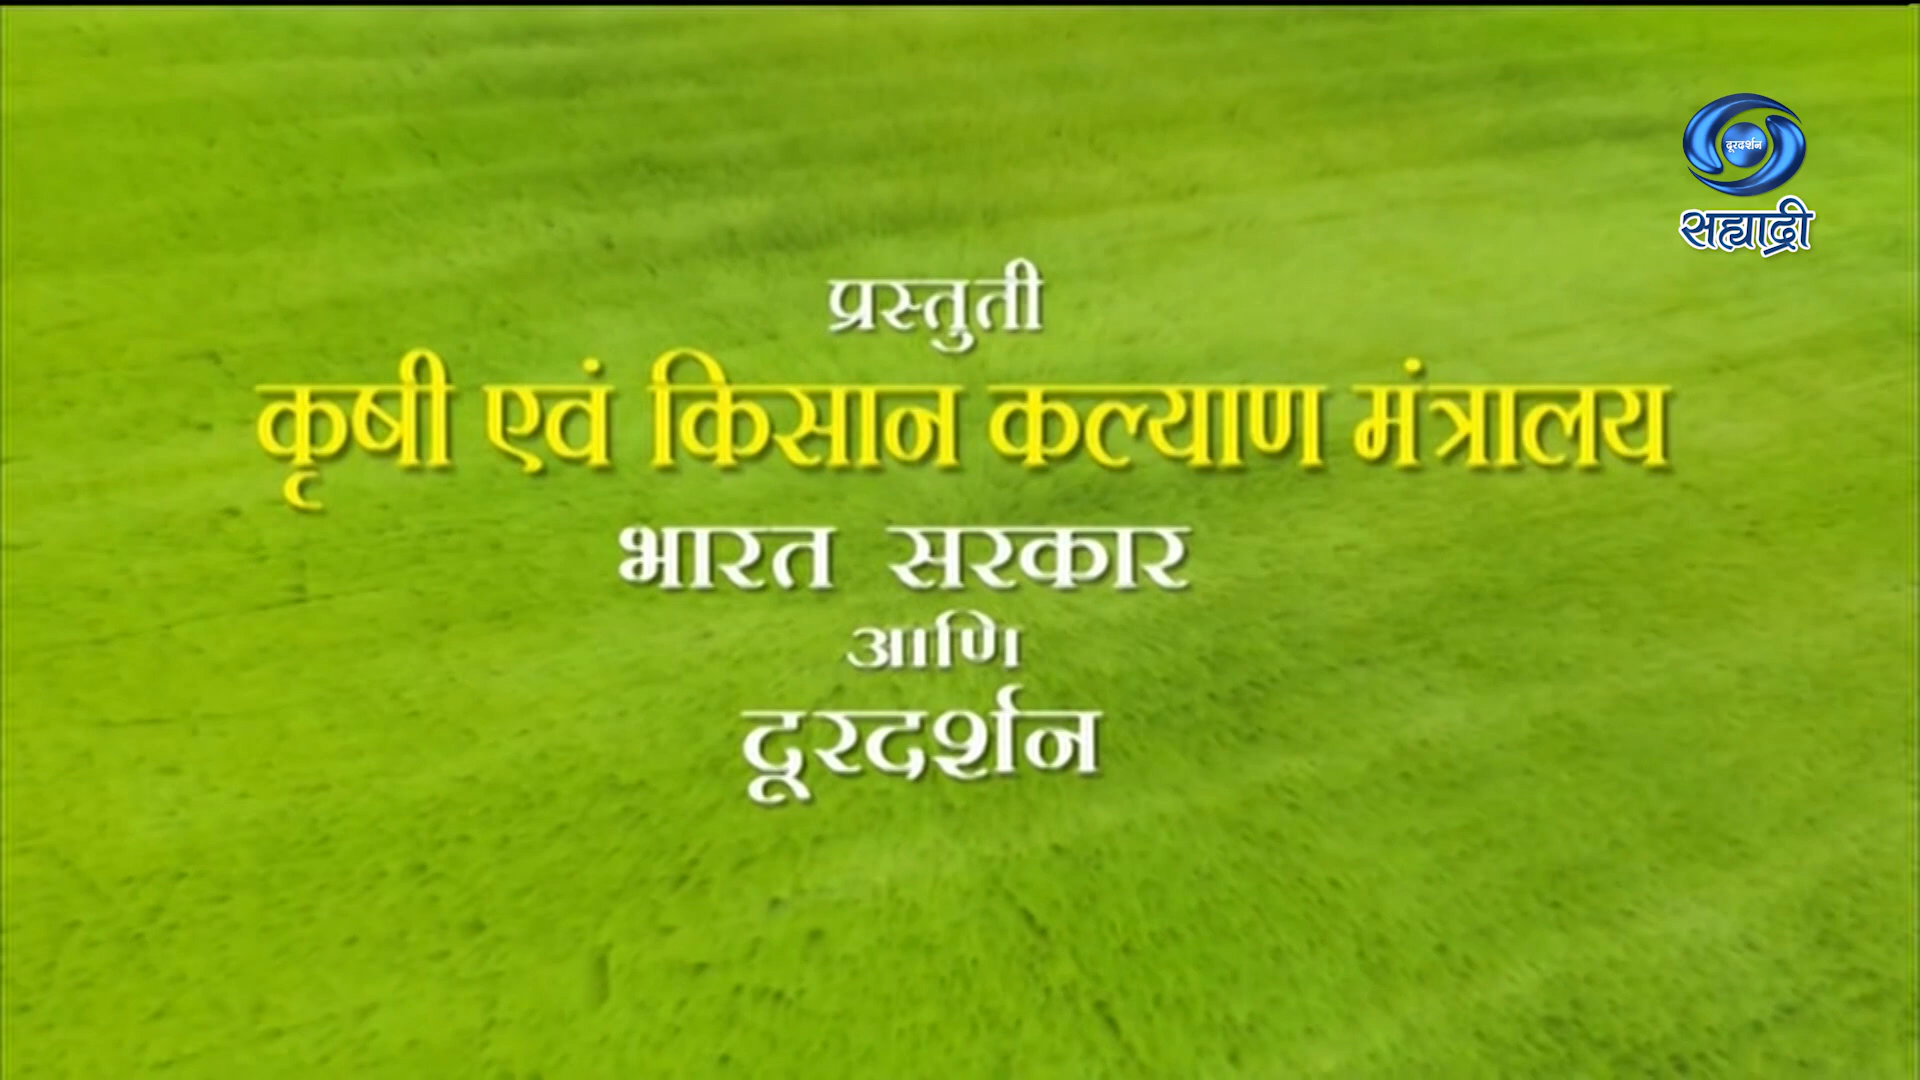 दूरदर्शन
सह्याद्री
प्रस्तुती
कृषी एवं किसान कल्याण मंत्रालय
भारत सरकार
आणि
दूरदर्शन